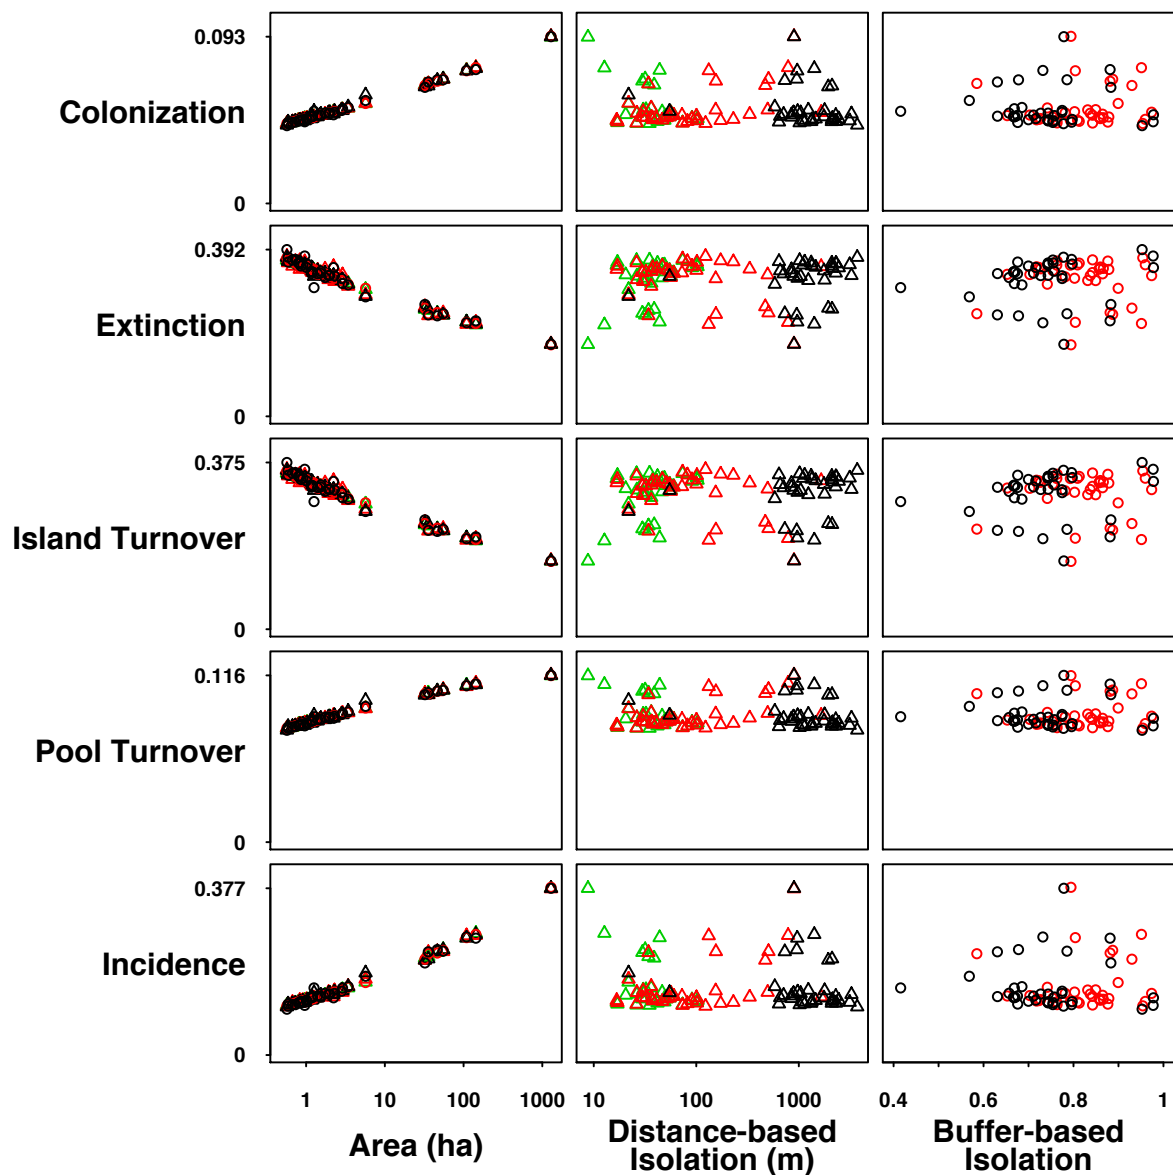 0.093
Colonization
0
0.392
Extinction
0
0.375
Island Turnover
0
0.116
Pool Turnover
0
0.377
Incidence
0
1 10 100 1000 10 100 1000 0.4 0.6 0.8 1
Area (ha)
Distance-based
Isolation (m)
Buffer-based
Isolation